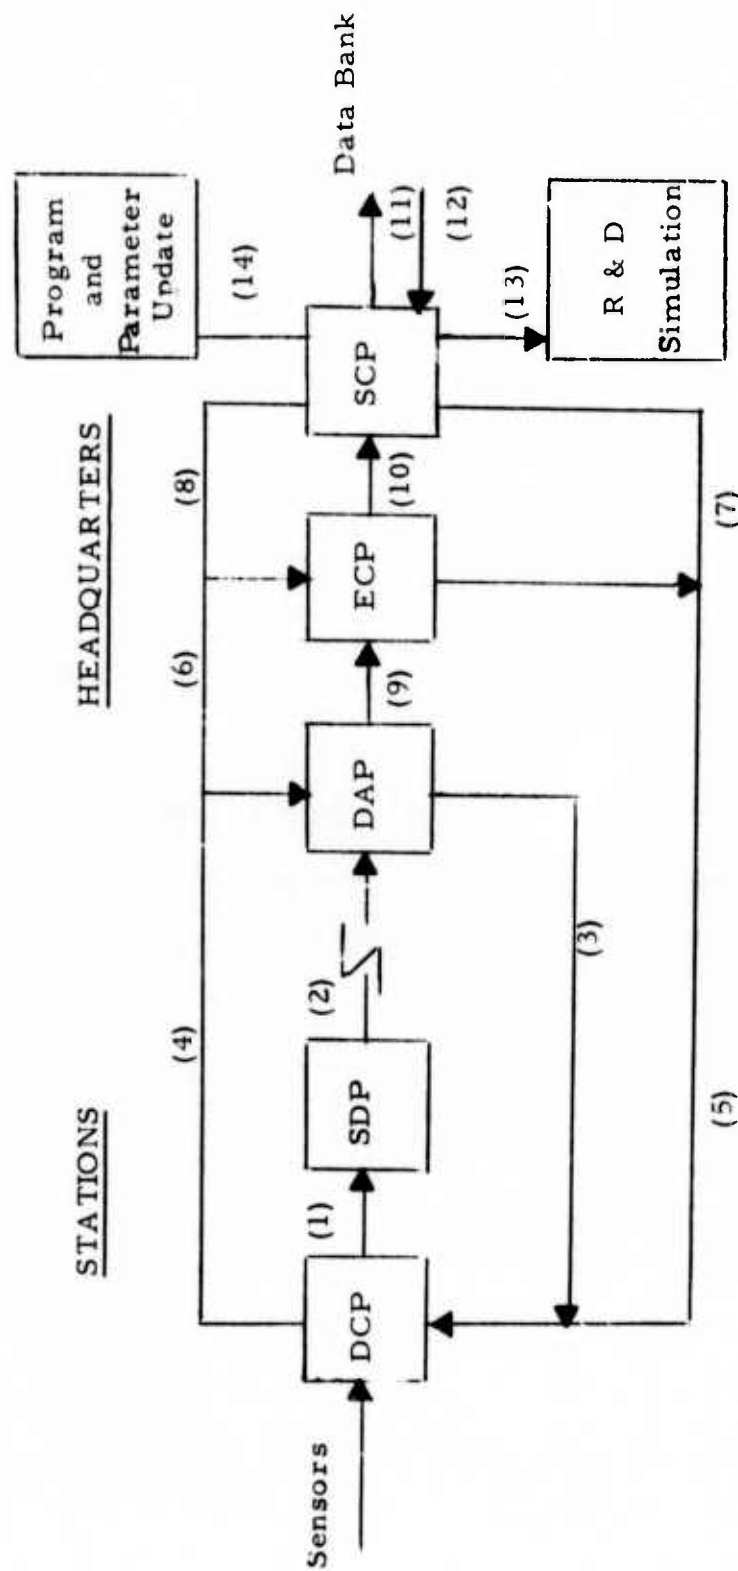 STATIONS
HEADQUARTERS
Program
and
Parameter
Update
(14)
(4)
(6)
(8)
Sensors
DCP
(1)
SDP
(2)
DAP
(9)
ECP
(10)
SCP
Data Bank
(11)
(12)
(13)
R & D
Simulation
(3)
(5)
(7)